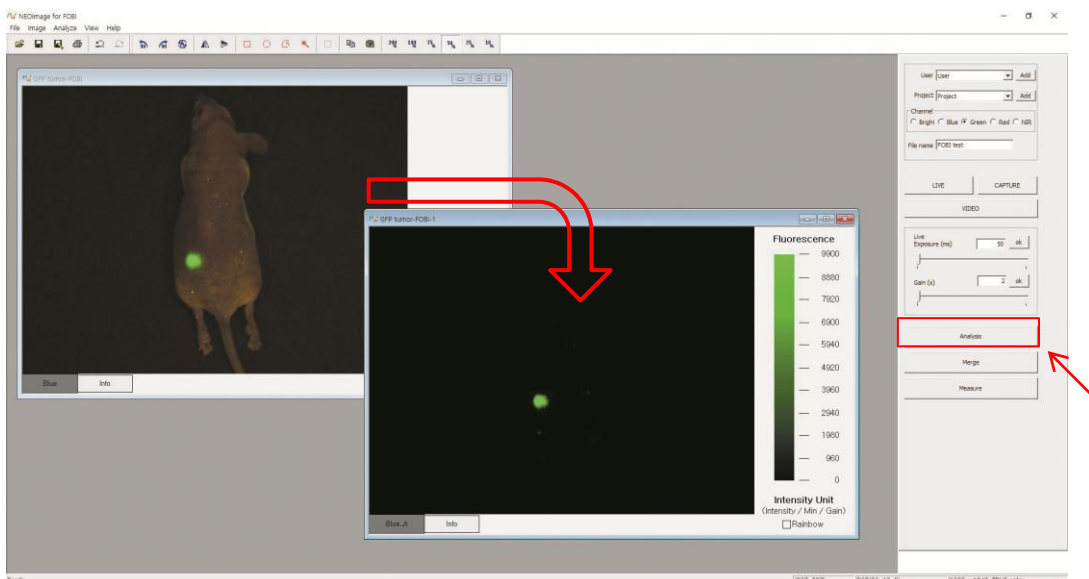 NEOimage for FOBI
File Image Analyze View Help
GFP tumor-FOBI
Blue Info
GFP tumor-FOBI-1
Fluorescence
9900
8880
7920
6900
5940
4920
3960
2940
1980
960
0
Intensity Unit
(Intensity / Min / Gain)
Rainbow
Blue_A Info
User User Add
Project Project Add
Channel
Bright Blue Green Red NIR
File name FOBI test
LIVE CAPTURE
VIDEO
Live
Exposure (ms) 50 ok
Gain (x) 2 ok
Analysis
Merge
Measure